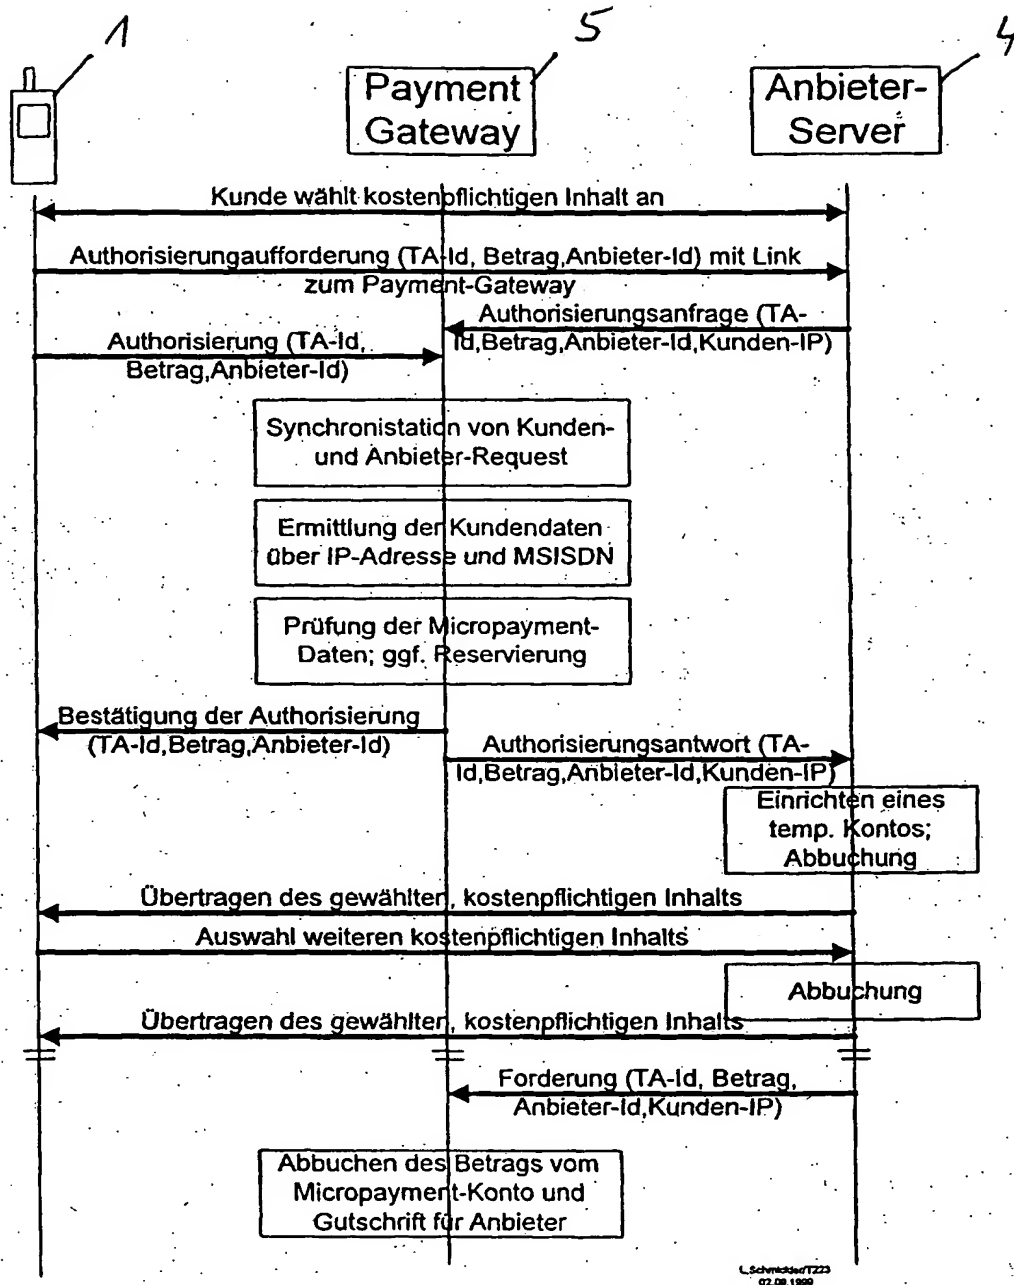 1
5
4
Payment
Gateway
Anbieter-
Server
Kunde wählt kostenpflichtigen Inhalt an
Authorisierungaufforderung (TA-Id, Betrag,Anbieter-Id) mit Link
zum Payment-Gateway
Authorisierungsanfrage (TA-
Id,Betrag,Anbieter-Id,Kunden-IP)
Authorisierung (TA-Id,
Betrag,Anbieter-Id)
Synchronistation von Kunden-
und Anbieter-Request
Ermittlung der Kundendaten
über IP-Adresse und MSISDN
Prüfung der Micropayment-
Daten; ggf. Reservierung
Bestätigung der Authorisierung
(TA-Id,Betrag,Anbieter-Id)
Authorisierungsantwort (TA-
Id,Betrag,Anbieter-Id,Kunden-IP)
Einrichten eines
temp. Kontos;
Abbuchung
Übertragen des gewählten, kostenpflichtigen Inhalts
Auswahl weiteren kostenpflichtigen Inhalts
Abbuchung
Übertragen des gewählten, kostenpflichtigen Inhalts
Forderung (TA-Id, Betrag,
Anbieter-Id,Kunden-IP)
Abbuchen des Betrags vom
Micropayment-Konto und
Gutschrift für Anbieter
02.08.1999